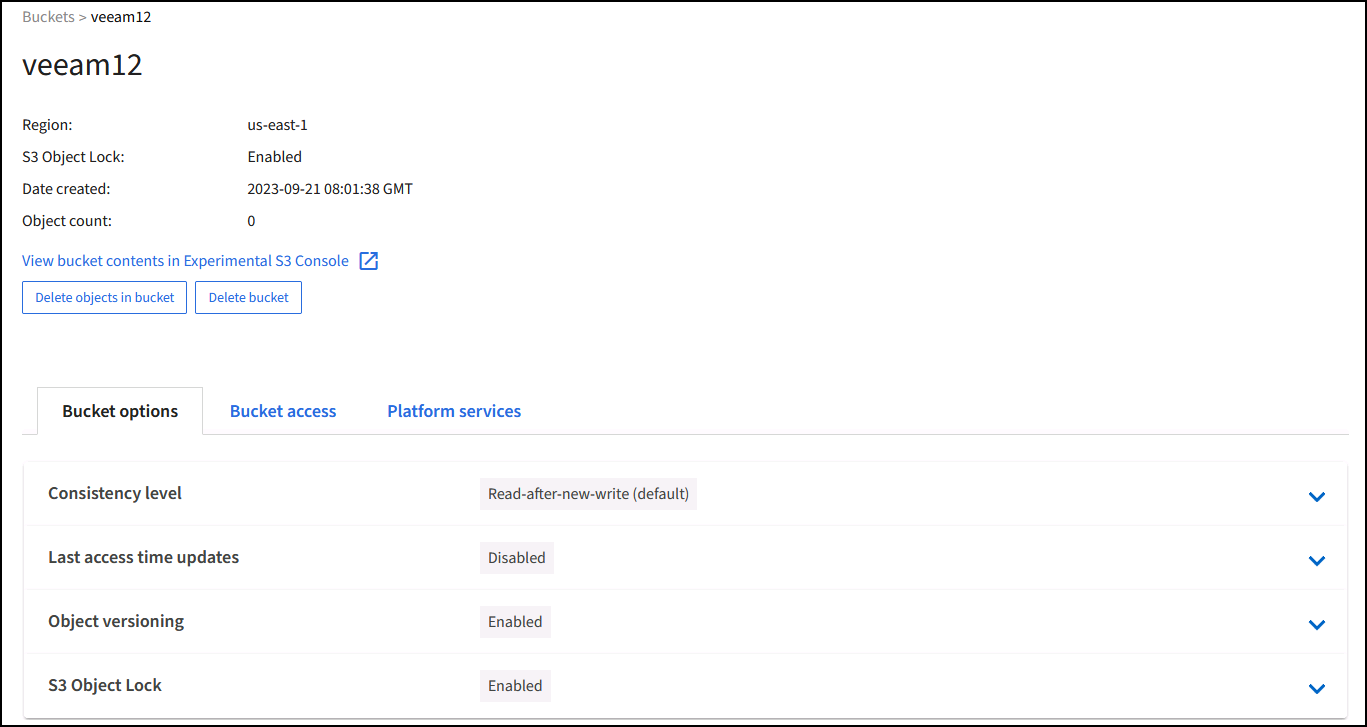 Buckets > veeam12
veeam12
Region: us-east-1
S3 Object Lock: Enabled
Date created: 2023-09-21 08:01:38 GMT
Object count: 0
View bucket contents in Experimental S3 Console
Delete objects in bucket Delete bucket
Bucket options Bucket access Platform services
Consistency level Read-after-new-write (default)
Last access time updates Disabled
Object versioning Enabled
S3 Object Lock Enabled